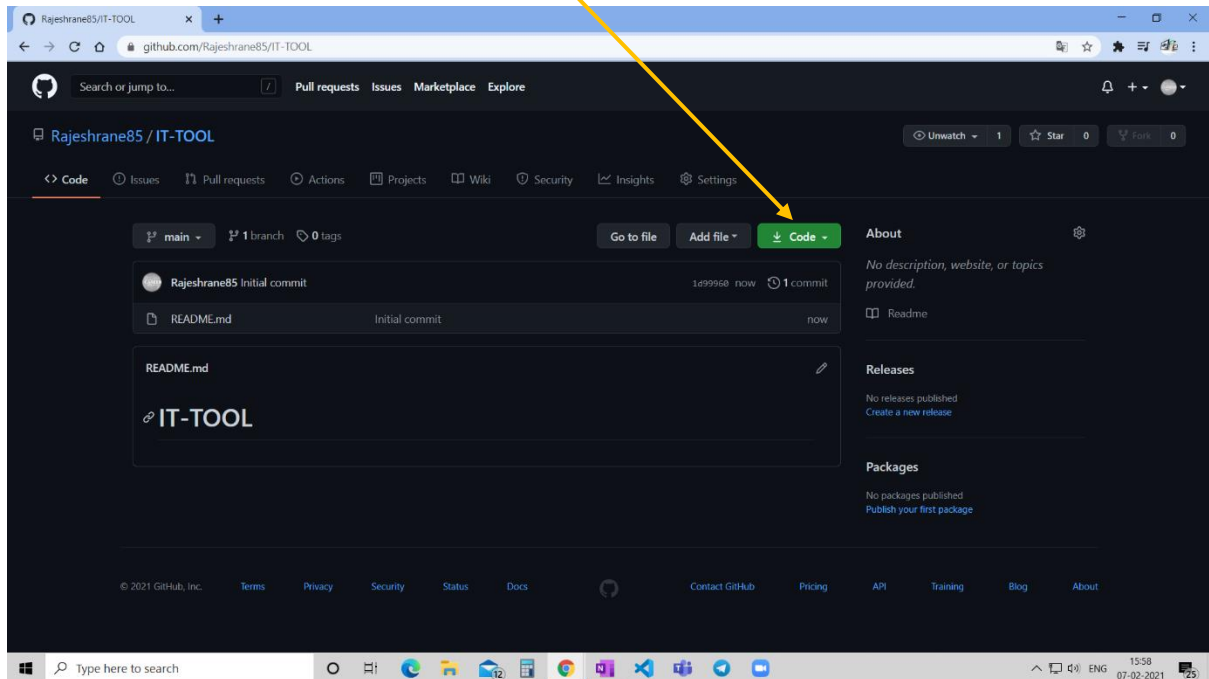 Rajeshrane85/IT-TOOL
github.com/Rajeshrane85/IT-TOOL
Search or jump to... / Pull requests Issues Marketplace Explore
Rajeshrane85 / IT-TOOL
Unwatch 1 Star 0 Fork 0
<> Code Issues Pull requests Actions Projects Wiki Security Insights Settings
main 1 branch 0 tags Go to file Add file Code
Rajeshrane85 Initial commit 1d99960 now 1 commit
README.md Initial commit now
README.md
IT-TOOL
About
No description, website, or topics
provided.
Readme
Releases
No releases published
Create a new release
Packages
No packages published
Publish your first package
© 2021 GitHub, Inc. Terms Privacy Security Status Docs Contact GitHub Pricing API Training Blog About
Type here to search 12 ENG 15:58
07-02-2021 25